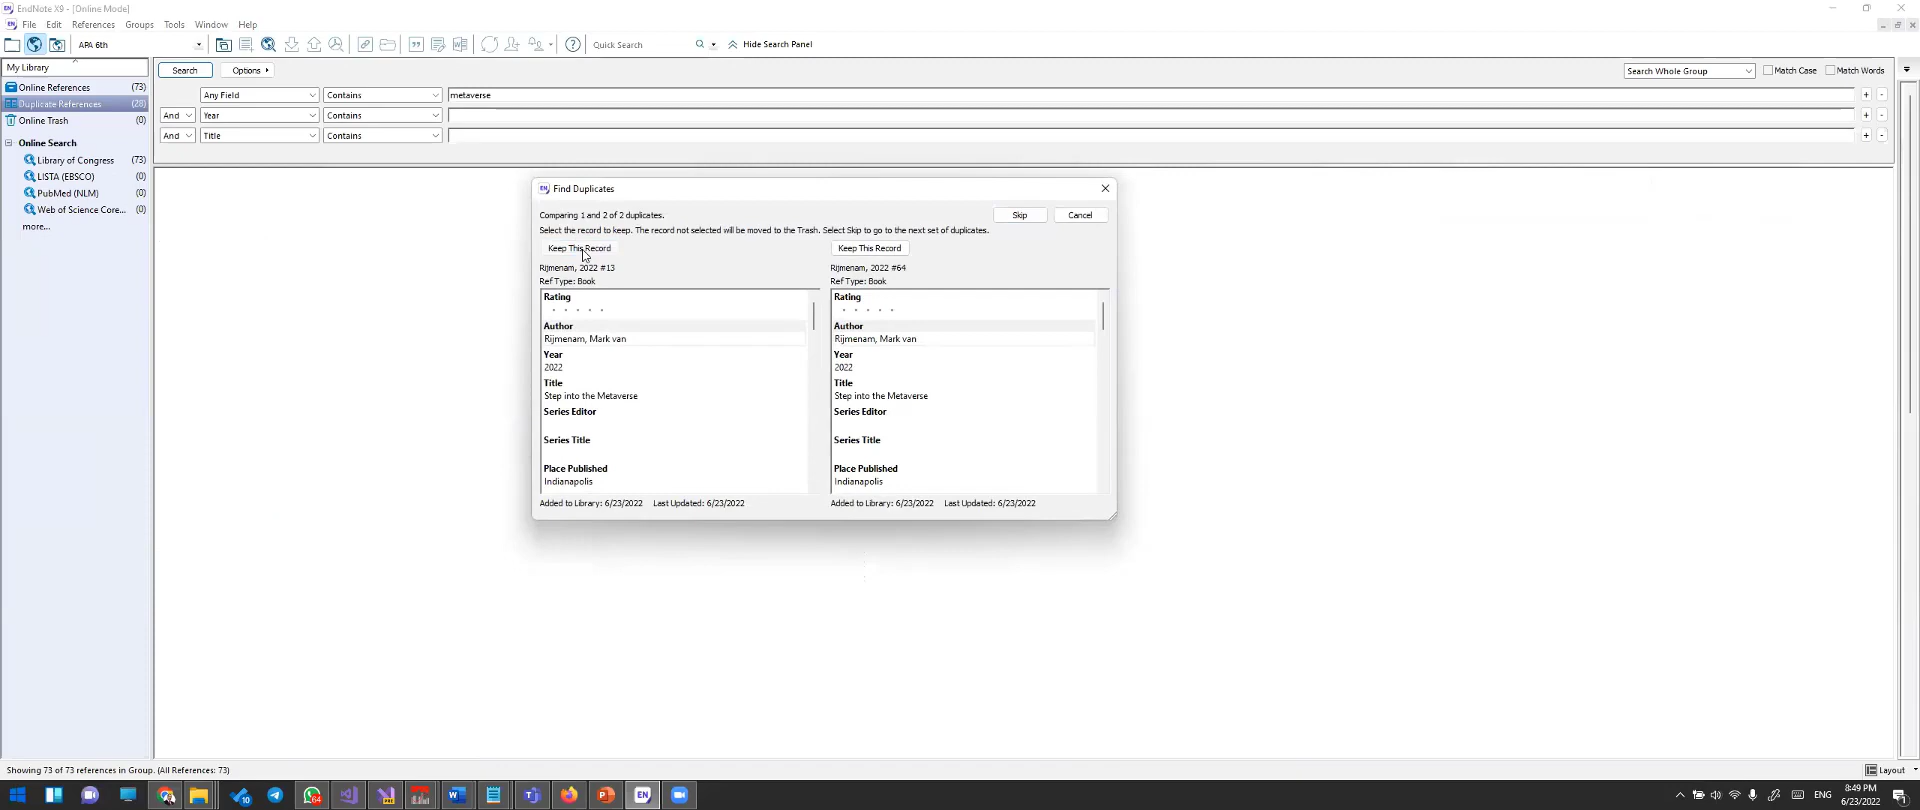 EndNote X9 - [Online Mode]
File Edit References Groups Tools Window Help
APA 6th
Quick Search
Hide Search Panel
My Library
Online References (73)
Duplicate References (28)
Online Trash (0)
Online Search
Library of Congress (73)
LISTA (EBSCO) (0)
PubMed (NLM) (0)
Web of Science Core... (0)
more...
Search Options
Search Whole Group Match Case Match Words
Any Field Contains metaverse + -
And Year Contains + -
And Title Contains + -
EN Find Duplicates
Comparing 1 and 2 of 2 duplicates. Skip Cancel
Select the record to keep. The record not selected will be moved to the Trash. Select Skip to go to the next set of duplicates.
Keep This Record
Rijmenam, 2022 #13
Ref Type: Book
Rating
Author
Rijmenam, Mark van
Year
2022
Title
Step into the Metaverse
Series Editor
Series Title
Place Published
Indianapolis
Added to Library: 6/23/2022 Last Updated: 6/23/2022
Keep This Record
Rijmenam, 2022 #64
Ref Type: Book
Rating
Author
Rijmenam, Mark van
Year
2022
Title
Step into the Metaverse
Series Editor
Series Title
Place Published
Indianapolis
Added to Library: 6/23/2022 Last Updated: 6/23/2022
Showing 73 of 73 references in Group. (All References: 73)
Layout
10
64
PRE
EN
ENG
8:49 PM
6/23/2022
1